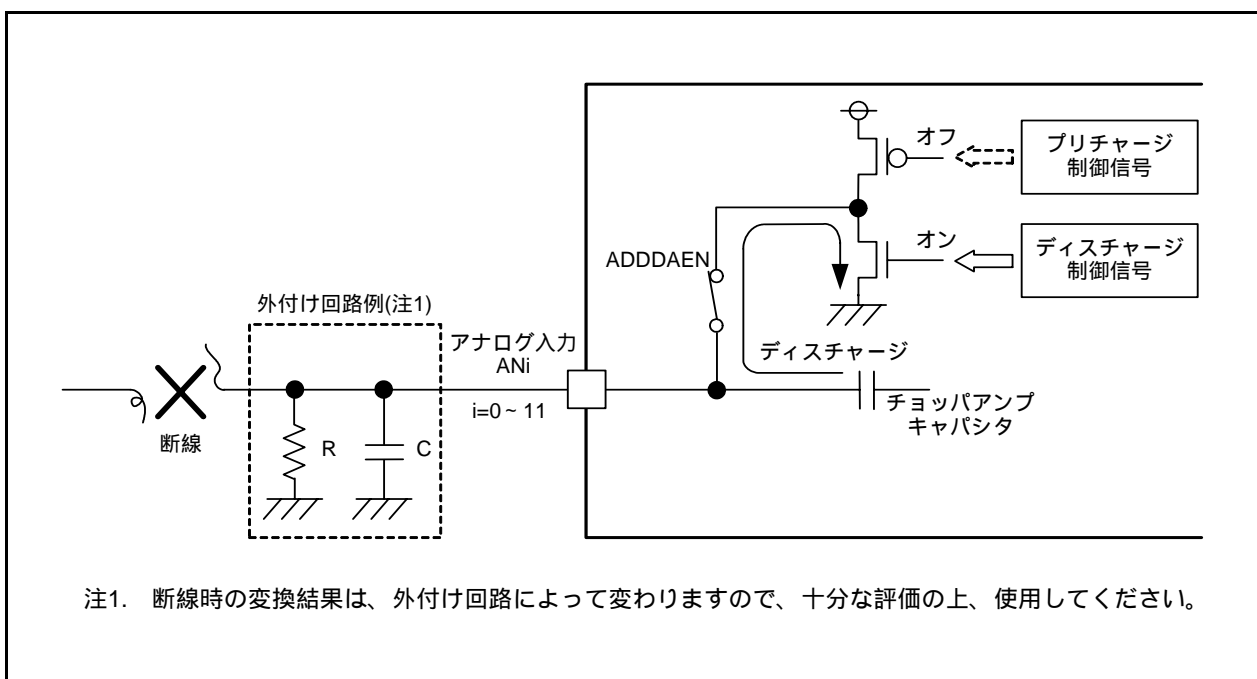 オフ
プリチャージ
制御信号
オン
ディスチャージ
制御信号
ADDDAEN
外付け回路例(注1)
アナログ入力
ANi
i=0~11
ディスチャージ
チョッパアンプ
キャパシタ
断線
R
C
注1. 断線時の変換結果は、外付け回路によって変わりますので、十分な評価の上、使用してください。